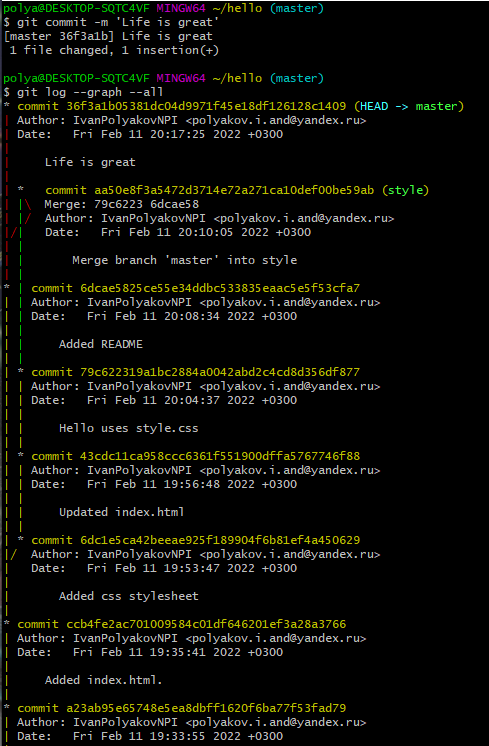 polya@DESKTOP-SQTC4VF MINGW64 ~/hello (master)
$ git commit -m 'Life is great'
[master 36f3a1b] Life is great
 1 file changed, 1 insertion(+)

polya@DESKTOP-SQTC4VF MINGW64 ~/hello (master)
$ git log --graph --all
* commit 36f3a1b05381dc04d9971f45e18df126128c1409 (HEAD -> master)
| Author: IvanPolyakovNPI <polyakov.i.and@yandex.ru>
| Date:   Fri Feb 11 20:17:25 2022 +0300
|
|     Life is great
|
| *   commit aa50e8f3a5472d3714e72a271ca10def00be59ab (style)
| |\  Merge: 79c6223 6dcae58
| |/  Author: IvanPolyakovNPI <polyakov.i.and@yandex.ru>
|/|   Date:   Fri Feb 11 20:10:05 2022 +0300
| |
| |       Merge branch 'master' into style
| |
* | commit 6dcae5825ce55e34ddbc533835eaac5e5f53cfa7
| | Author: IvanPolyakovNPI <polyakov.i.and@yandex.ru>
| | Date:   Fri Feb 11 20:08:34 2022 +0300
| |
| |     Added README
| |
| * commit 79c622319a1bc2884a0042abd2c4cd8d356df877
| | Author: IvanPolyakovNPI <polyakov.i.and@yandex.ru>
| | Date:   Fri Feb 11 20:04:37 2022 +0300
| |
| |     Hello uses style.css
| |
| * commit 43cdc11ca958ccc6361f551900dffa5767746f88
| | Author: IvanPolyakovNPI <polyakov.i.and@yandex.ru>
| | Date:   Fri Feb 11 19:56:48 2022 +0300
| |
| |     Updated index.html
| |
| * commit 6dc1e5ca42beeae925f189904f6b81ef4a450629
|/  Author: IvanPolyakovNPI <polyakov.i.and@yandex.ru>
|   Date:   Fri Feb 11 19:53:47 2022 +0300
|
|       Added css stylesheet
|
* commit ccb4fe2ac701009584c01df646201ef3a28a3766
| Author: IvanPolyakovNPI <polyakov.i.and@yandex.ru>
| Date:   Fri Feb 11 19:35:41 2022 +0300
|
|     Added index.html.
|
* commit a23ab95e65748e5ea8dbff1620f6ba77f53fad79
| Author: IvanPolyakovNPI <polyakov.i.and@yandex.ru>
| Date:   Fri Feb 11 19:33:55 2022 +0300